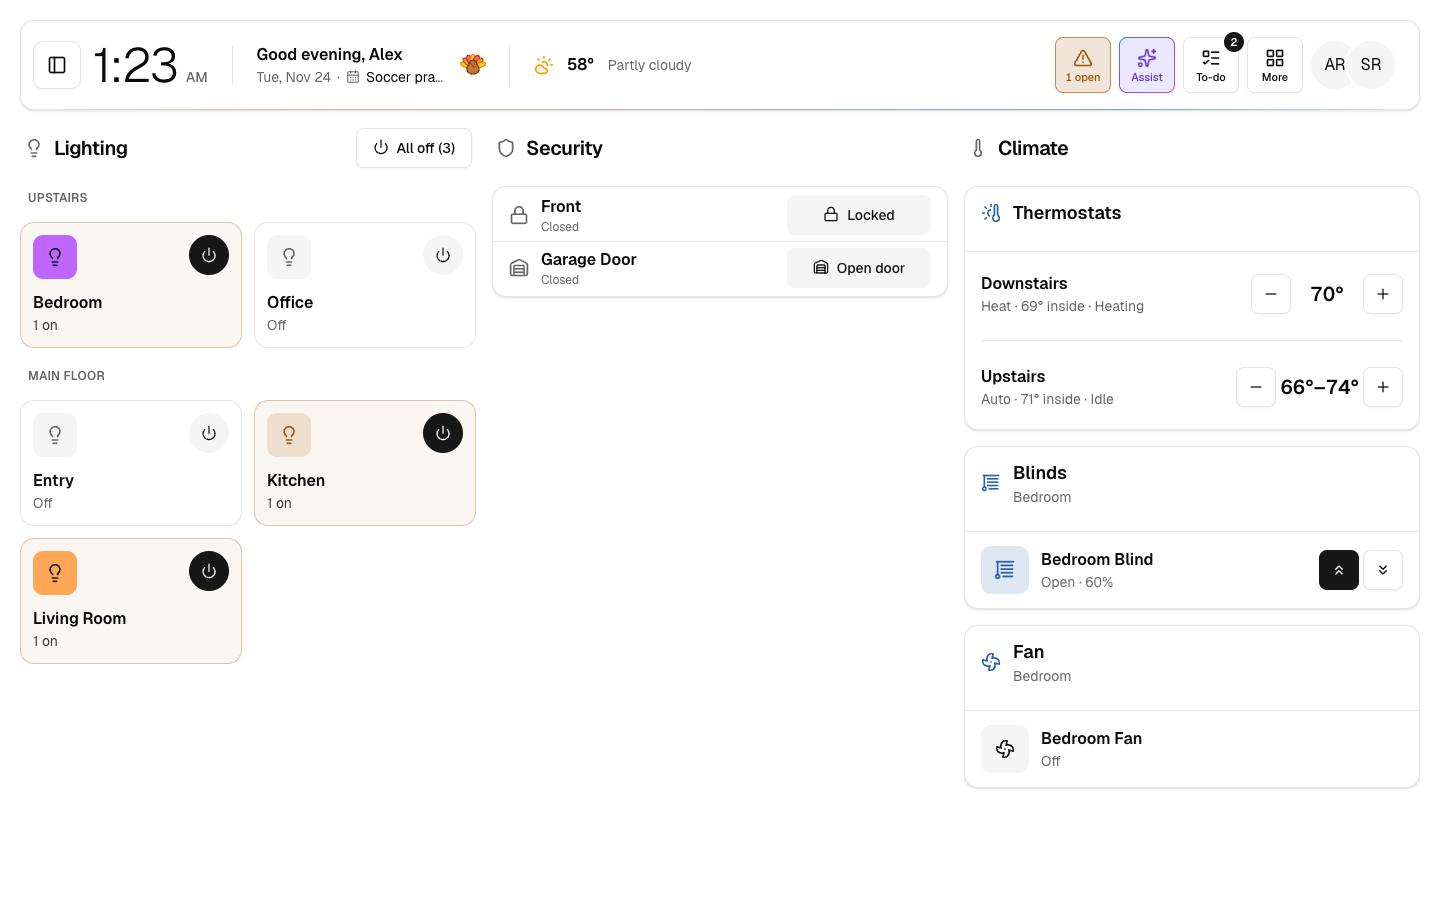 1:23 AM
Good evening, Alex
Tue, Nov 24 · Soccer pra...
58° Partly cloudy
1 open
Assist
To-do
2
More
AR
SR
Lighting
All off (3)
UPSTAIRS
Bedroom
1 on
Office
Off
MAIN FLOOR
Entry
Off
Kitchen
1 on
Living Room
1 on
Security
Front
Closed
Locked
Garage Door
Closed
Open door
Climate
Thermostats
Downstairs
Heat · 69° inside · Heating
− 70° +
Upstairs
Auto · 71° inside · Idle
− 66°–74° +
Blinds
Bedroom
Bedroom Blind
Open · 60%
Fan
Bedroom
Bedroom Fan
Off